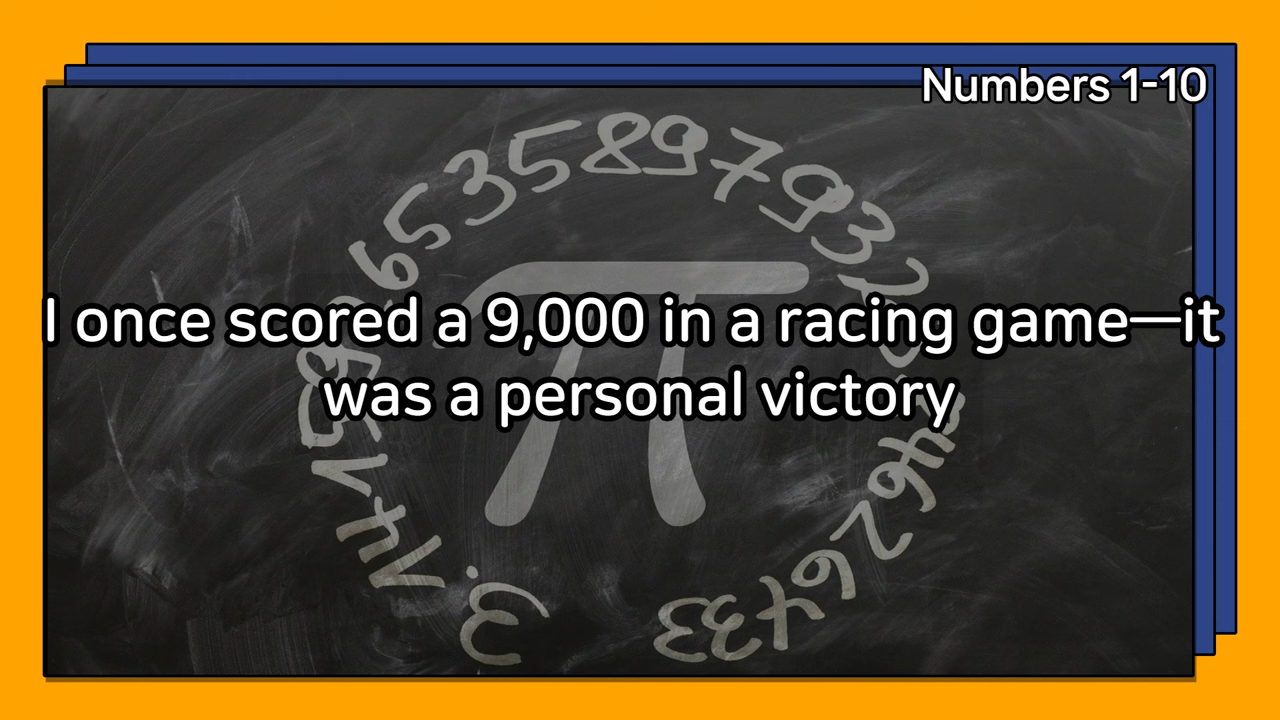 Numbers 1-10
I once scored a 9,000 in a racing game—it
was a personal victory
π